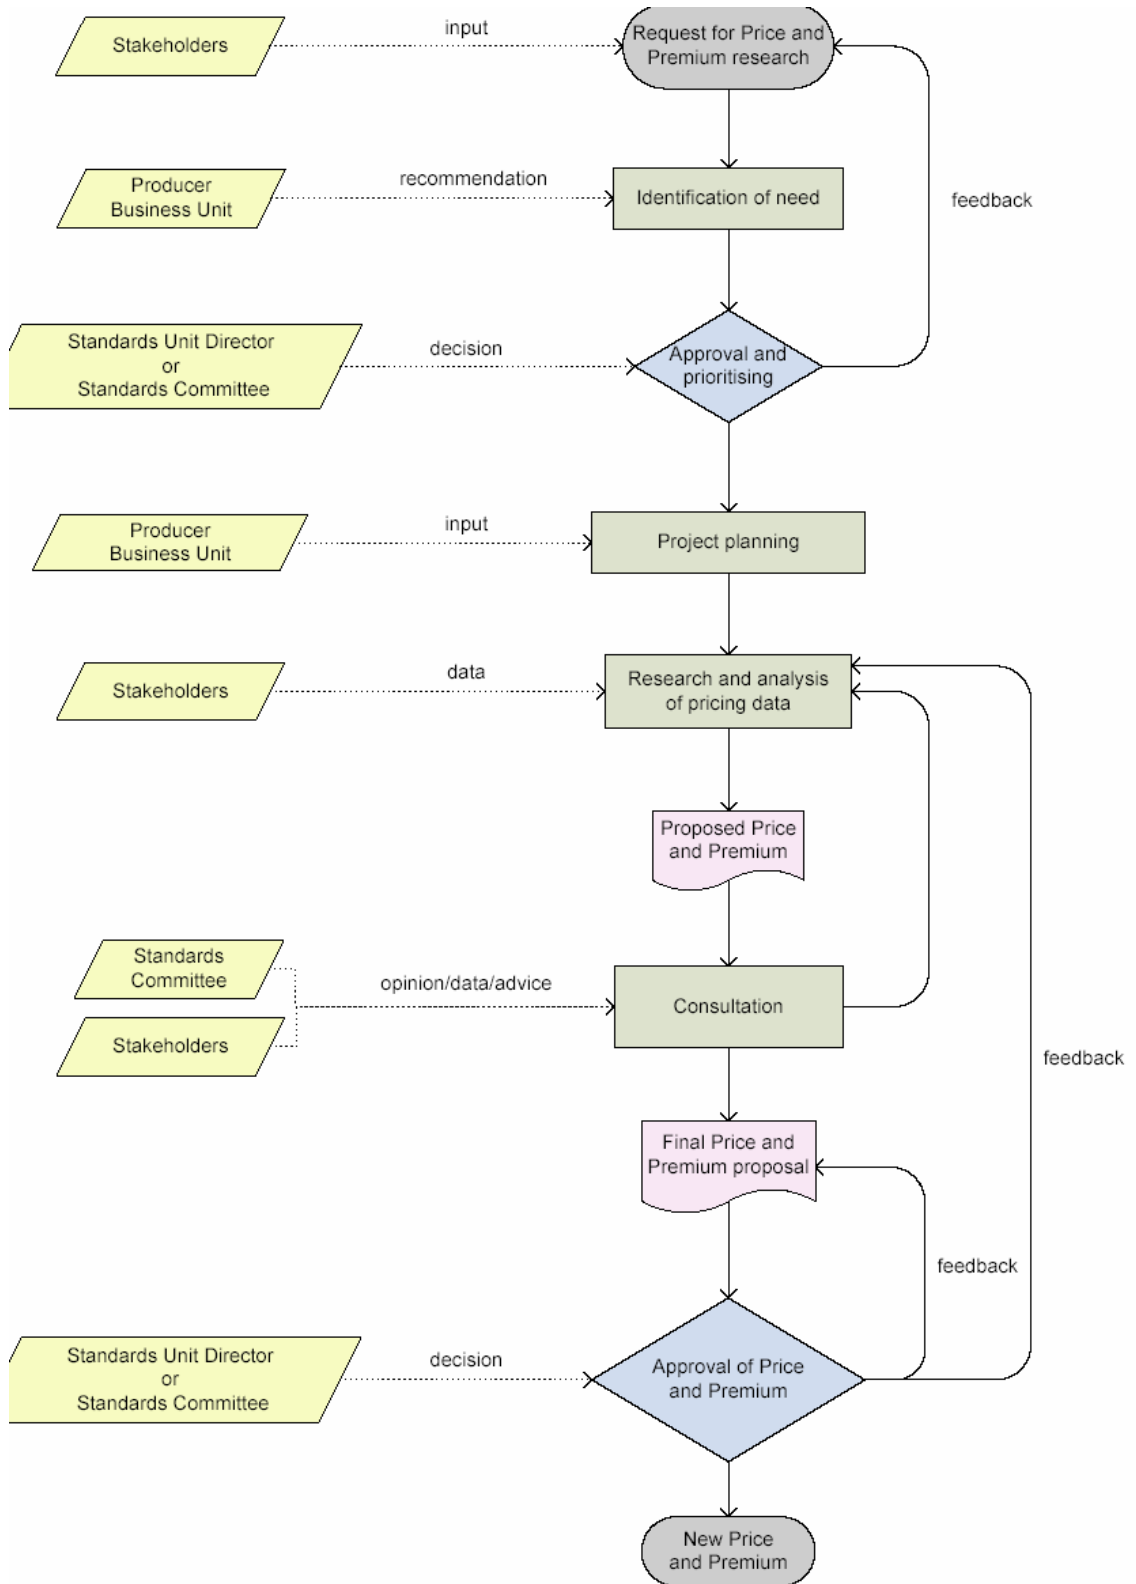 Stakeholders
input
Request for Price and
Premium research
Producer
Business Unit
recommendation
Identification of need
feedback
Standards Unit Director
or
Standards Committee
decision
Approval and
prioritising
Producer
Business Unit
input
Project planning
Stakeholders
data
Research and analysis
of pricing data
Proposed Price
and Premium
Standards
Committee
Stakeholders
opinion/data/advice
Consultation
feedback
Final Price and
Premium proposal
feedback
Standards Unit Director
or
Standards Committee
decision
Approval of Price
and Premium
New Price
and Premium